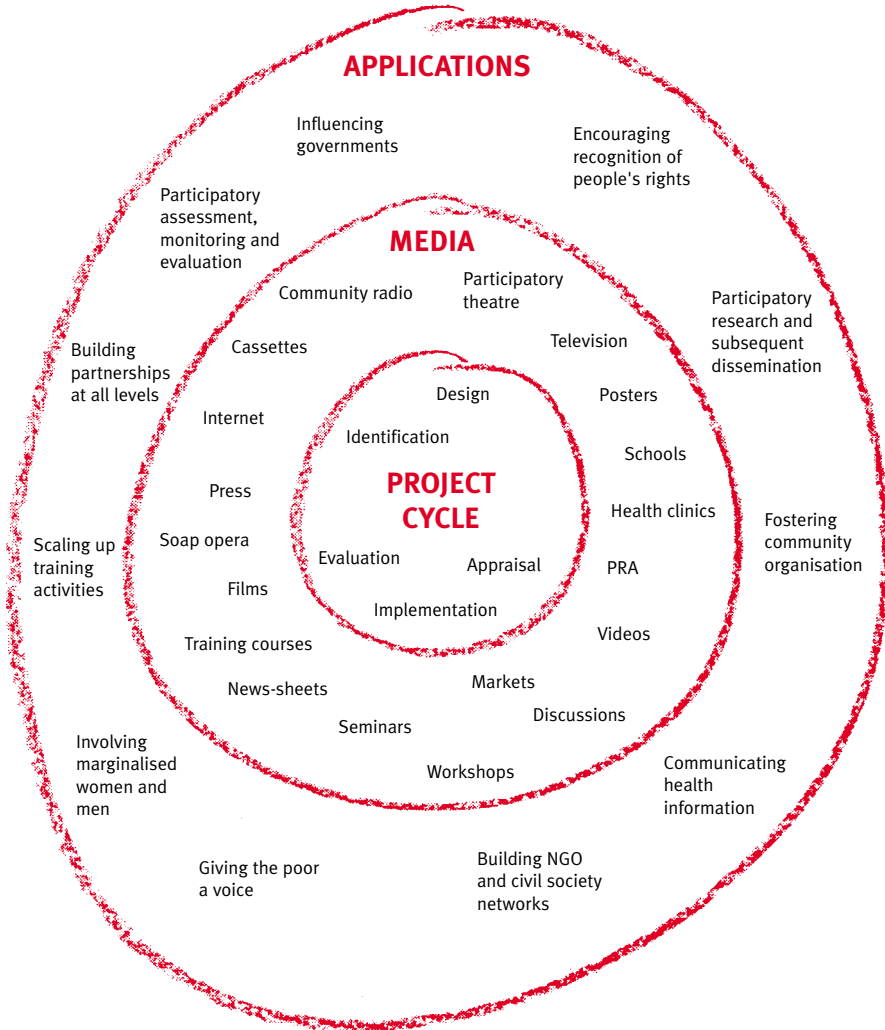 APPLICATIONS
Influencing
governments
Encouraging
recognition of
people's rights
Participatory
assessment,
monitoring and
evaluation
MEDIA
Participatory
theatre
Community radio
Participatory
research and
subsequent
dissemination
Television
Cassettes
Building
partnerships
at all levels
Design
Posters
Internet
Identification
Schools
PROJECT
CYCLE
Press
Health clinics
Fostering
community
organisation
Scaling up
training
activities
Soap opera
Evaluation
Appraisal
PRA
Films
Implementation
Videos
Training courses
Markets
News-sheets
Discussions
Seminars
Involving
marginalised
women and
men
Workshops
Communicating
health
information
Giving the poor
a voice
Building NGO
and civil society
networks